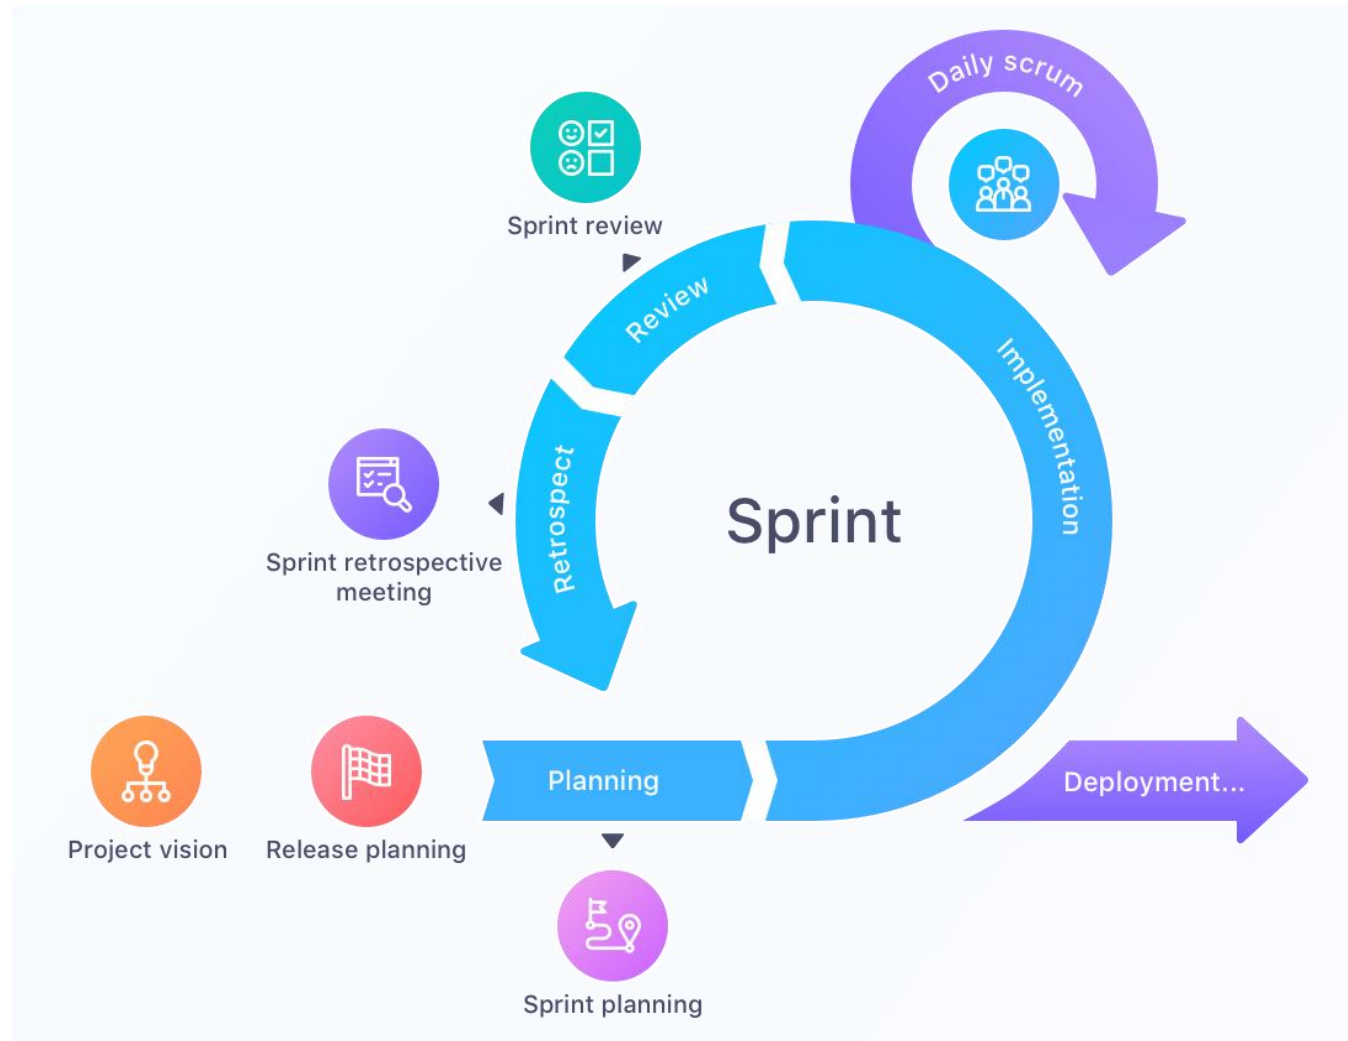 Daily scrum
Sprint review
Review
Implementation
Retrospect
Sprint
Sprint retrospective
meeting
Planning
Deployment...
Project vision
Release planning
Sprint planning